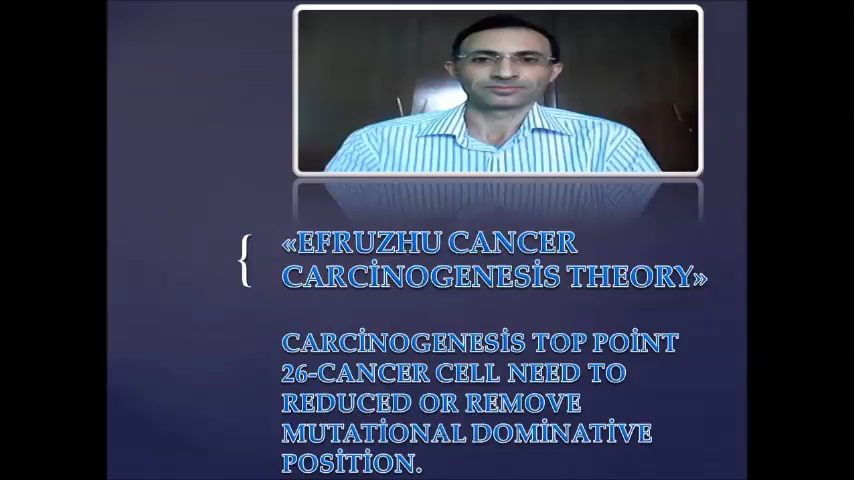 {
«EFRUZHU CANCER
CARCİNOGENESİS THEORY»
CARCİNOGENESİS TOP POİNT
26-CANCER CELL NEED TO
REDUCED OR REMOVE
MUTATİONAL DOMİNATİVE
POSİTİON.